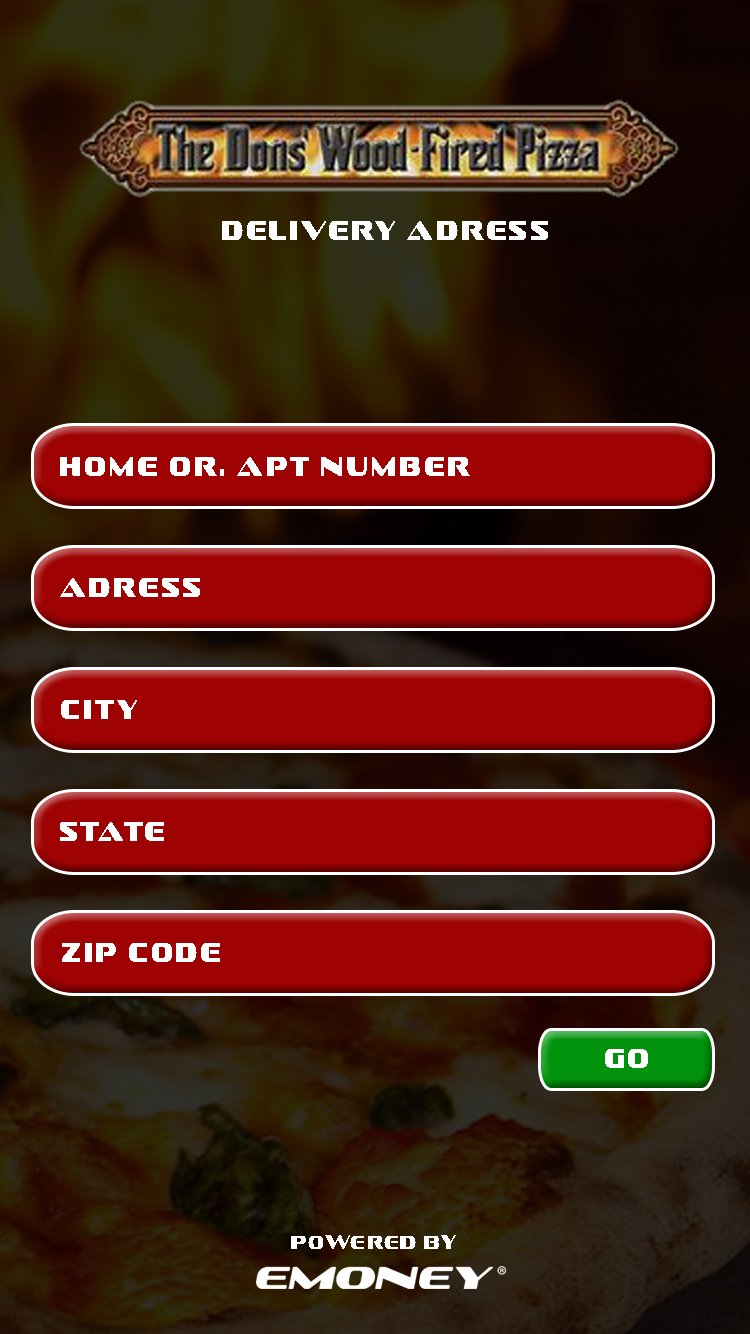 The Dons' Wood-Fired Pizza
DELIVERY ADRESS
HOME OR. APT NUMBER
ADRESS
CITY
STATE
ZIP CODE
GO
POWERED BY
EMONEY®